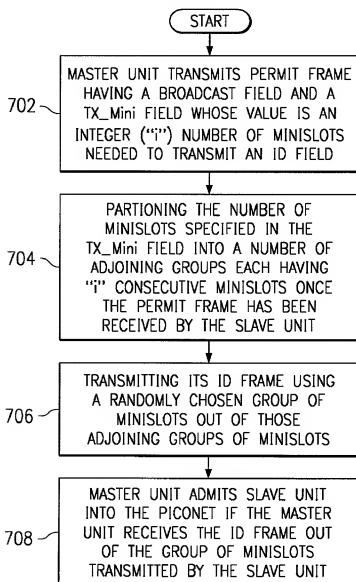 START
702
MASTER UNIT TRANSMITS PERMIT FRAME
HAVING A BROADCAST FIELD AND A
TX_Mini FIELD WHOSE VALUE IS AN
INTEGER ("i") NUMBER OF MINISLOTS
NEEDED TO TRANSMIT AN ID FIELD
704
PARTIONING THE NUMBER OF
MINISLOTS SPECIFIED IN THE
TX_Mini FIELD INTO A NUMBER OF
ADJOINING GROUPS EACH HAVING
"i" CONSECUTIVE MINISLOTS ONCE
THE PERMIT FRAME HAS BEEN
RECEIVED BY THE SLAVE UNIT
706
TRANSMITTING ITS ID FRAME USING
A RANDOMLY CHOSEN GROUP OF
MINISLOTS OUT OF THOSE
ADJOINING GROUPS OF MINISLOTS
708
MASTER UNIT ADMITS SLAVE UNIT
INTO THE PICONET IF THE MASTER
UNIT RECEIVES THE ID FRAME OUT
OF THE GROUP OF MINISLOTS
TRANSMITTED BY THE SLAVE UNIT